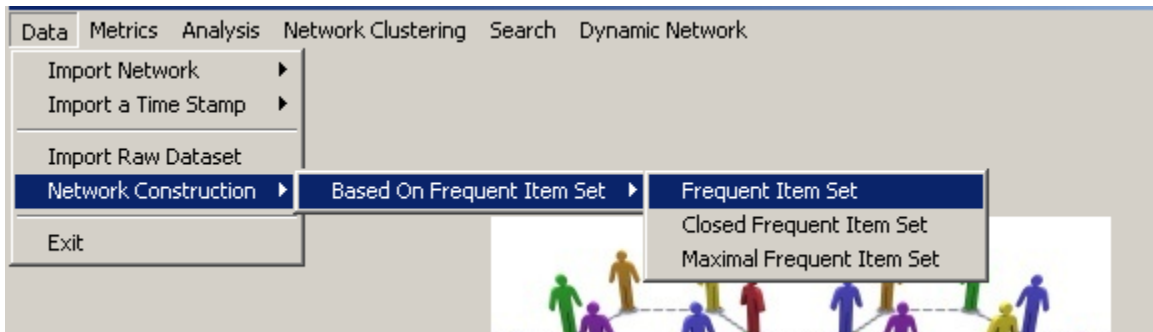 Data Metrics Analysis Network Clustering Search Dynamic Network
Import Network
Import a Time Stamp
Import Raw Dataset
Network Construction Based On Frequent Item Set Frequent Item Set
Closed Frequent Item Set
Exit
Maximal Frequent Item Set